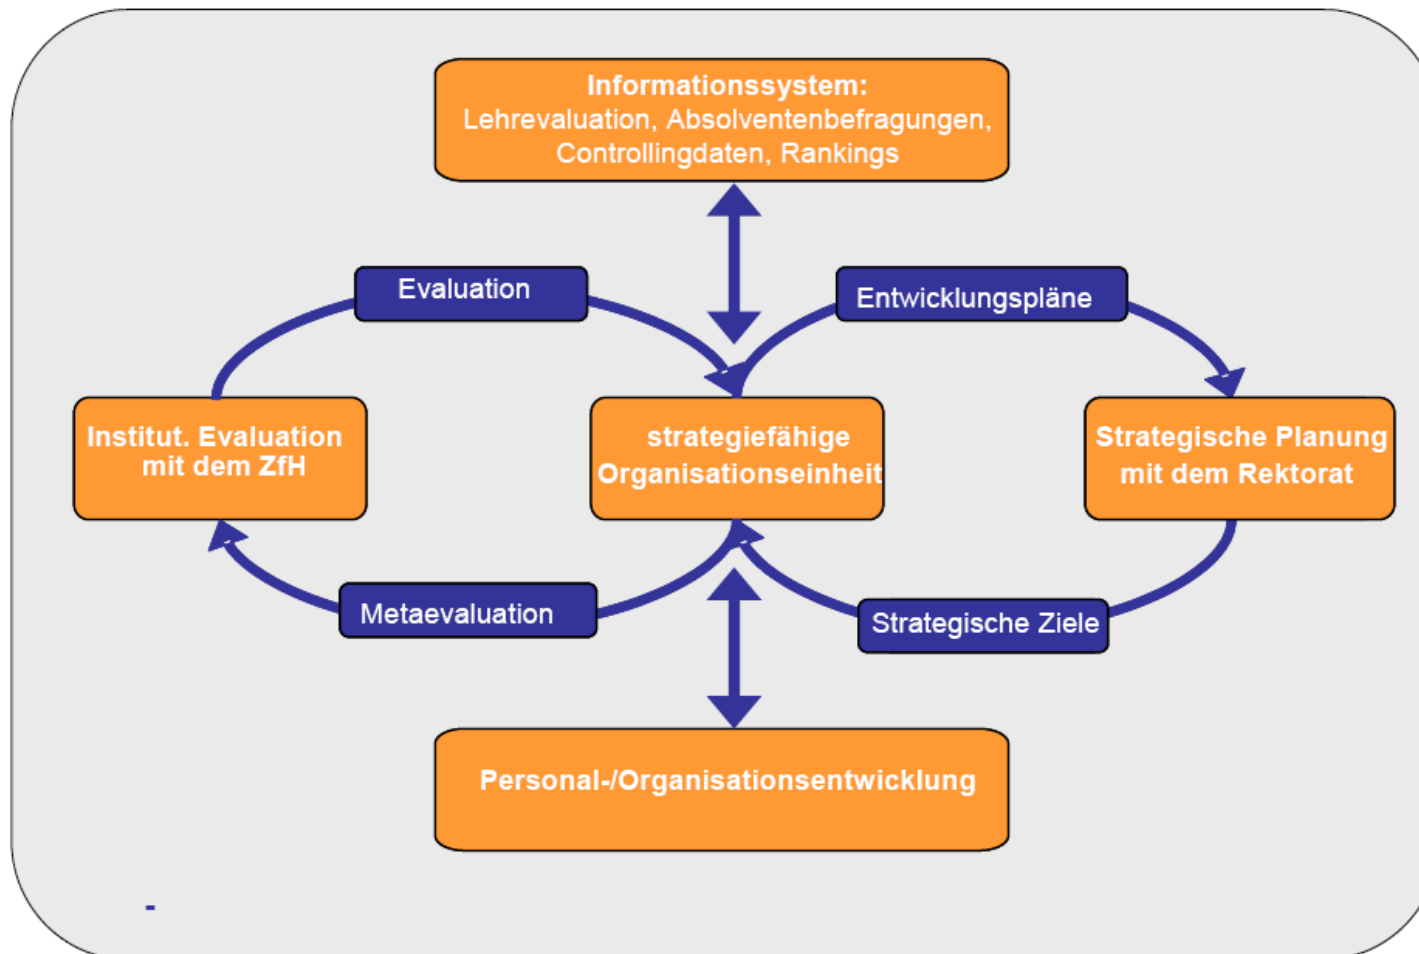 Informationssystem:
Lehrevaluation, Absolventenbefragungen,
Controllingdaten, Rankings
Evaluation
Entwicklungspläne
Institut. Evaluation
mit dem ZfH
strategiefähige
Organisationseinheit
Strategische Planung
mit dem Rektorat
Metaevaluation
Strategische Ziele
Personal-/Organisationsentwicklung
-